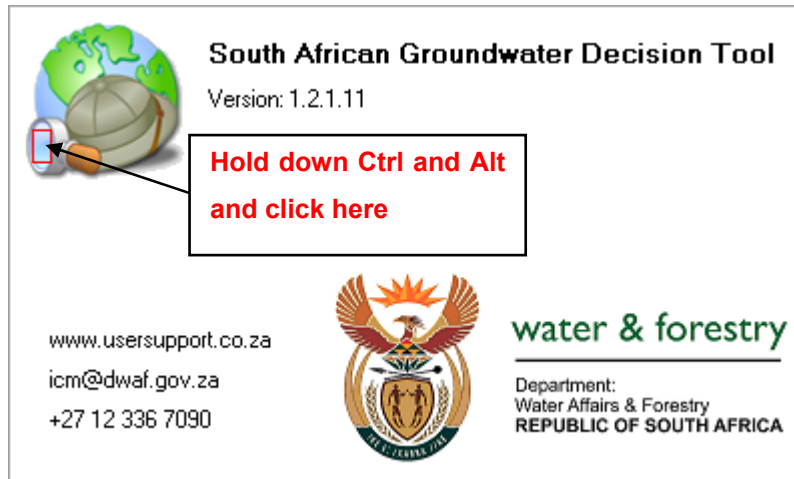 South African Groundwater Decision Tool
Version: 1.2.1.11
Hold down Ctrl and Alt
and click here
www.usersupport.co.za
icm@dwaf.gov.za
+27 12 336 7090
water & forestry
Department:
Water Affairs & Forestry
REPUBLIC OF SOUTH AFRICA